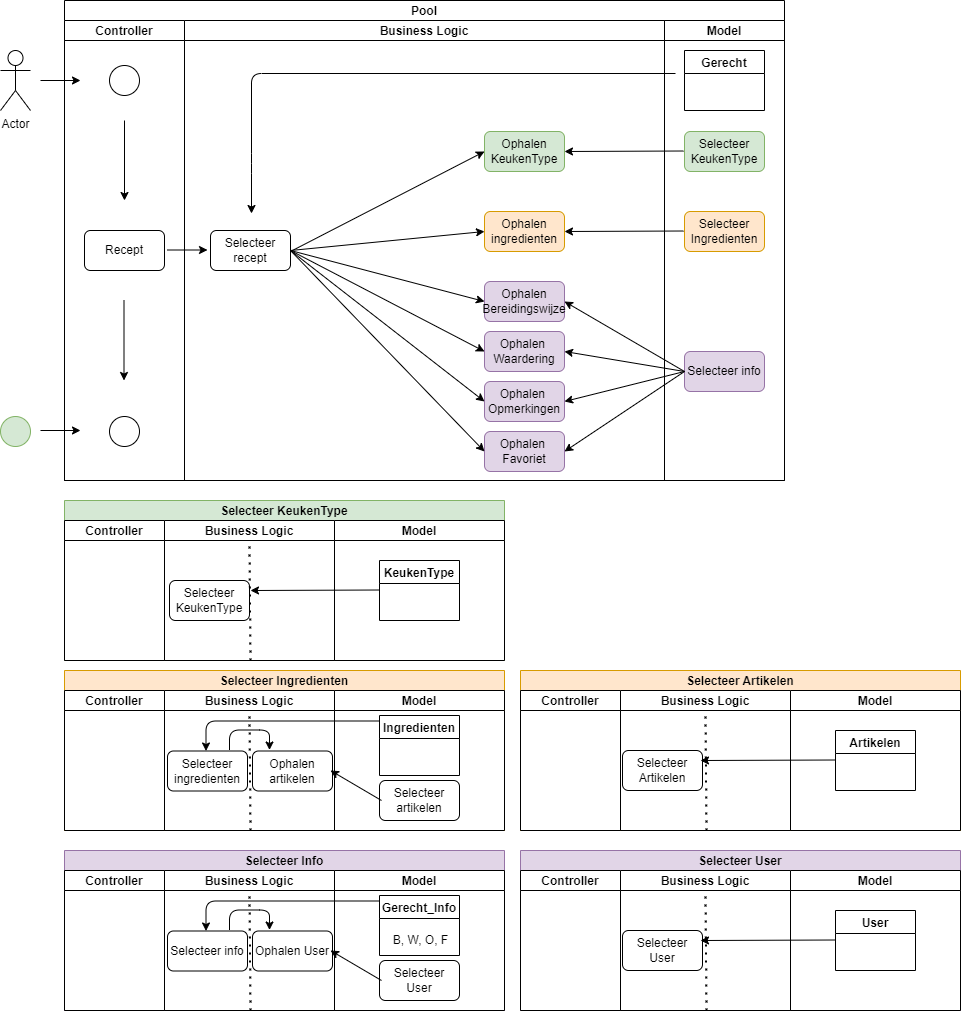 Pool
Controller
Business Logic
Model
Actor
Gerecht
Ophalen
KeukenType
Selecteer
KeukenType
Ophalen
ingredienten
Selecteer
Ingredienten
Recept
Selecteer
recept
Ophalen
Bereidingswijze
Ophalen
Waardering
Selecteer info
Ophalen
Opmerkingen
Ophalen
Favoriet
Selecteer KeukenType
Controller
Business Logic
Model
KeukenType
Selecteer
KeukenType
Selecteer Ingredienten
Controller
Business Logic
Model
Ingredienten
Selecteer
ingredienten
Ophalen
artikelen
Selecteer
artikelen
Selecteer Artikelen
Controller
Business Logic
Model
Artikelen
Selecteer
Artikelen
Selecteer Info
Controller
Business Logic
Model
Gerecht_Info
B, W, O, F
Selecteer info
Ophalen User
Selecteer
User
Selecteer User
Controller
Business Logic
Model
User
Selecteer
User